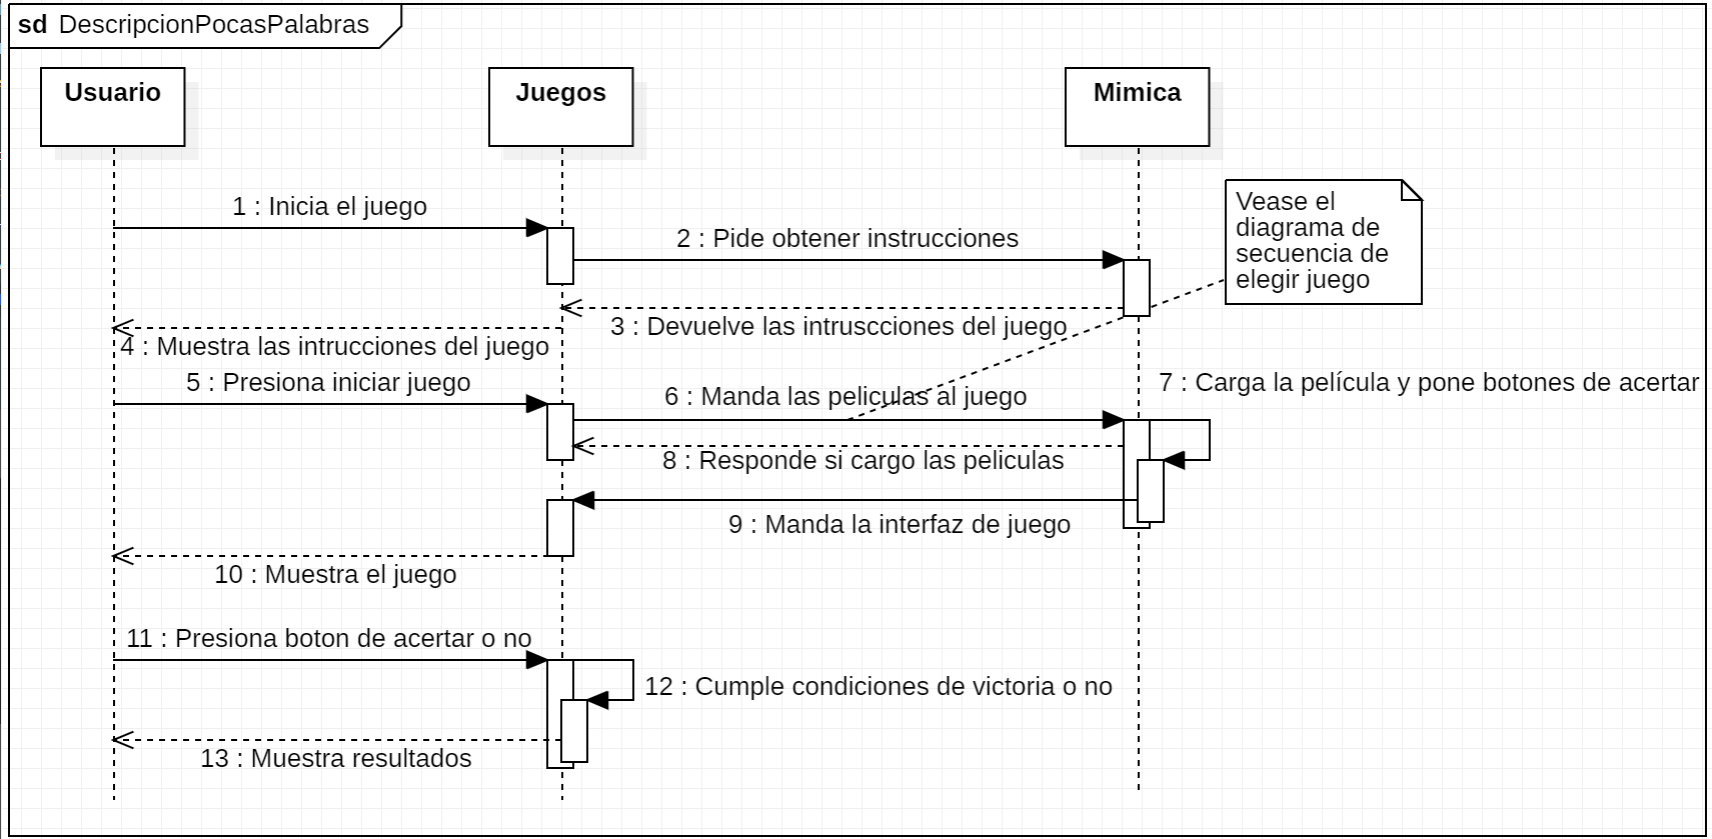 sd DescripcionPocasPalabras
Usuario
Juegos
Mimica
Vease el
diagrama de
secuencia de
elegir juego
1 : Inicia el juego
2 : Pide obtener instrucciones
3 : Devuelve las intruscciones del juego
4 : Muestra las intrucciones del juego
5 : Presiona iniciar juego
6 : Manda las peliculas al juego
7 : Carga la película y pone botones de acertar
8 : Responde si cargo las peliculas
9 : Manda la interfaz de juego
10 : Muestra el juego
11 : Presiona boton de acertar o no
12 : Cumple condiciones de victoria o no
13 : Muestra resultados